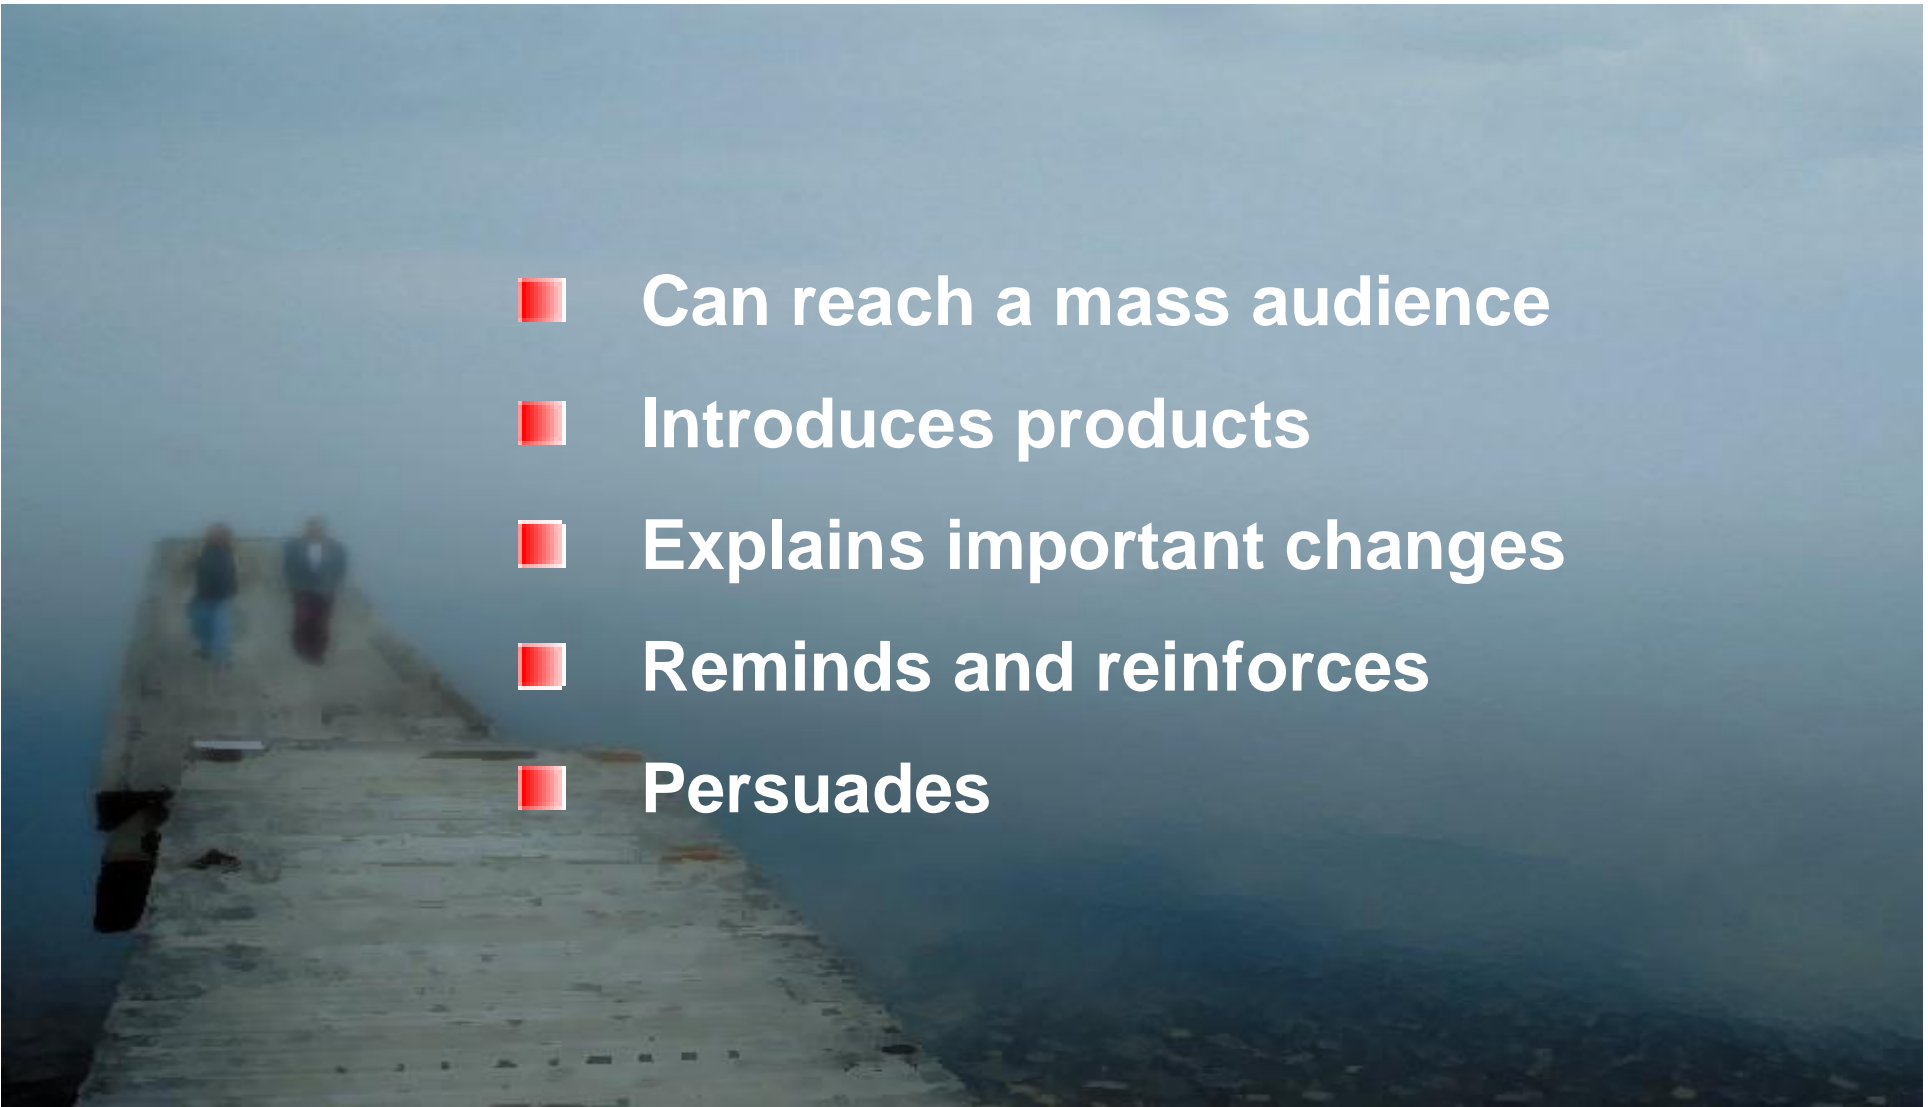 Can reach a mass audience
Introduces products
Explains important changes
Reminds and reinforces
Persuades